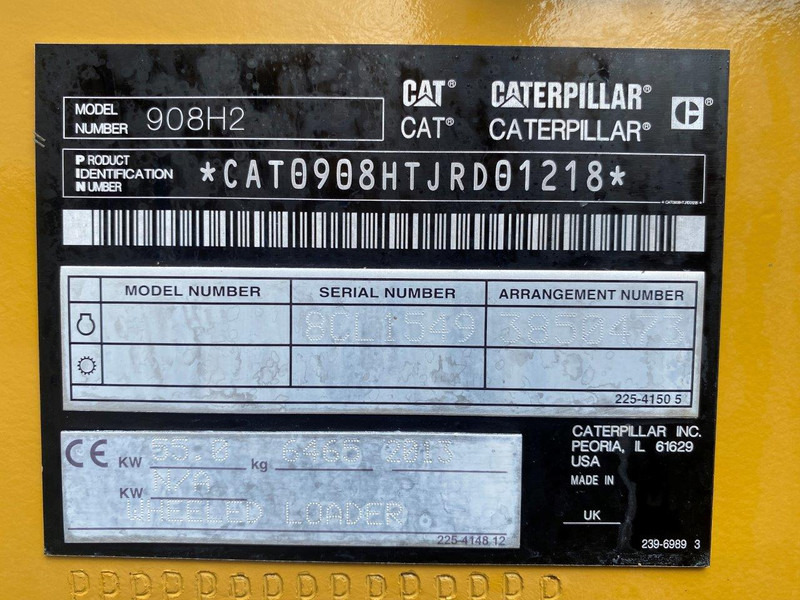 MODEL NUMBER 908H2
CAT® CATERPILLAR®
CAT® CATERPILLAR®
PRODUCT IDENTIFICATION NUMBER *CAT0908HTJRD01218*
*CAT0908HTJRD01218*
MODEL NUMBER SERIAL NUMBER ARRANGEMENT NUMBER
8CL1549 3850473
225-4150 5
CE KW 55.0 kg 6465 2013
KW N/A
WHEELED LOADER
225-4148 12
CATERPILLAR INC.
PEORIA, IL 61629
USA
MADE IN
UK
239-6989 3